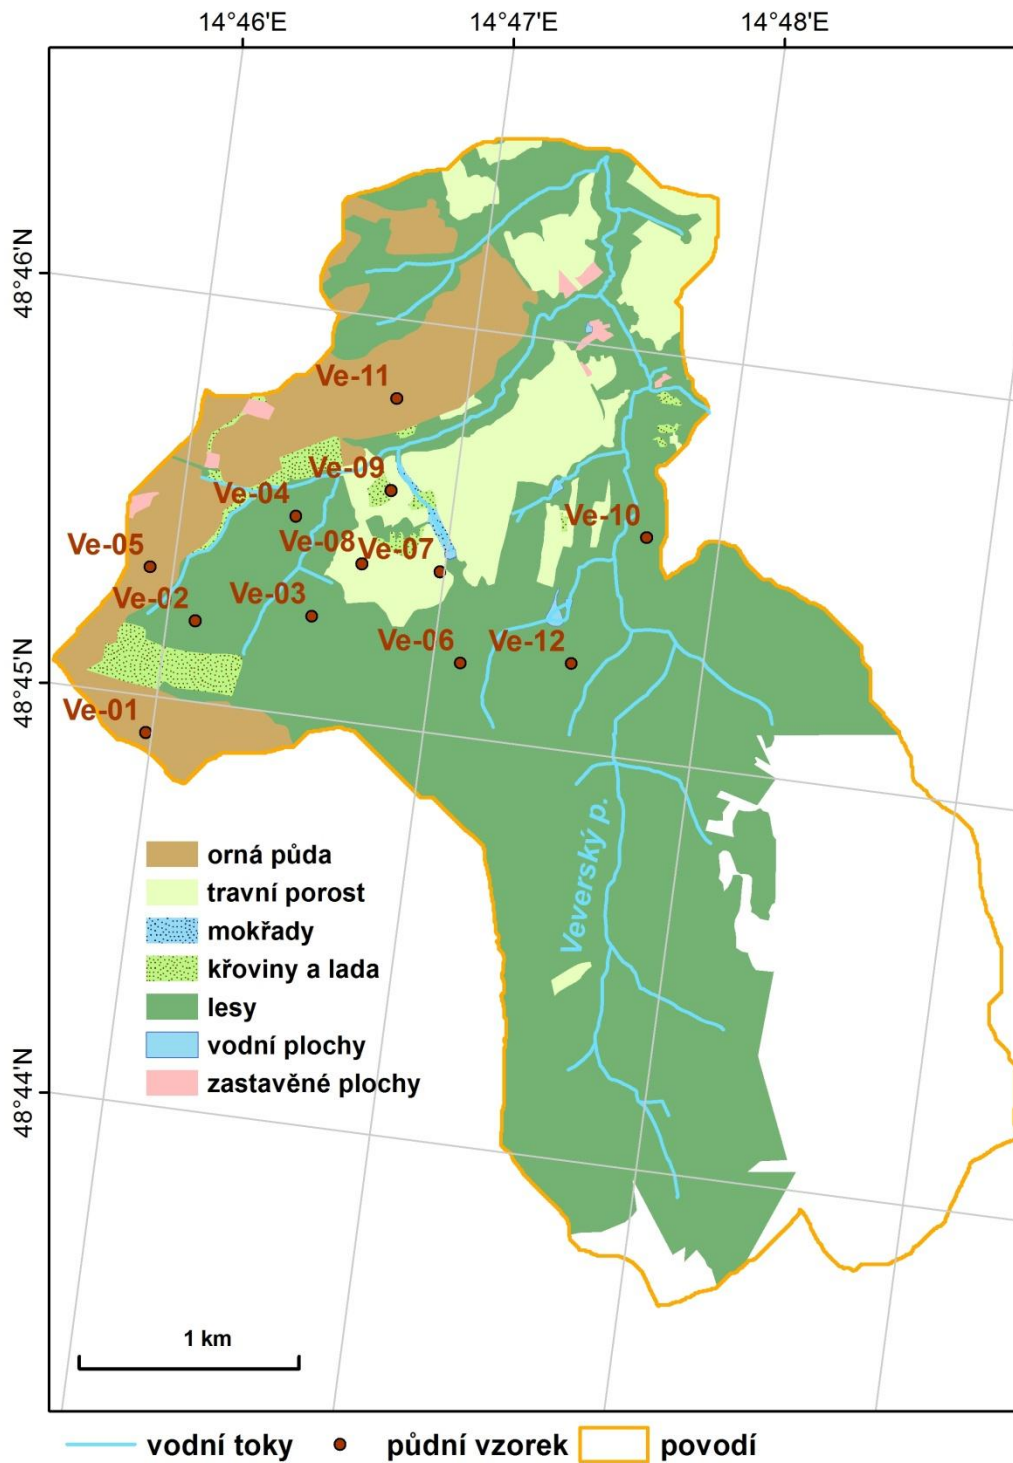 14°46'E 14°47'E 14°48'E
48°46'N
Ve-11
Ve-09
Ve-04
Ve-10
Ve-05
Ve-08 Ve-07
Ve-02
Ve-03
Ve-06 Ve-12
48°45'N
Ve-01
Veverský p.
orná půda
travní porost
mokřady
křoviny a lada
lesy
vodní plochy
zastavěné plochy
48°44'N
1 km
vodní toky půdní vzorek povodí